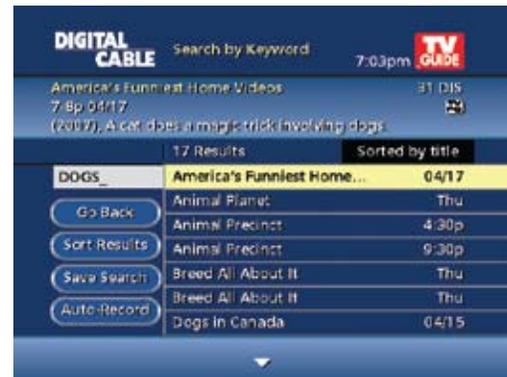 DIGITAL CABLE
Search by Keyword
7:03pm
TV GUIDE
America's Funniest Home Videos 31 DIS
7-8p 04/17
(2007), A cat does a magic trick involving dogs.
17 Results Sorted by title
DOGS_
Go Back
Sort Results
Save Search
Auto-Record
America's Funniest Home... 04/17
Animal Planet Thu
Animal Precinct 4:30p
Animal Precinct 9:30p
Breed All About It Thu
Breed All About It Thu
Dogs in Canada 04/15